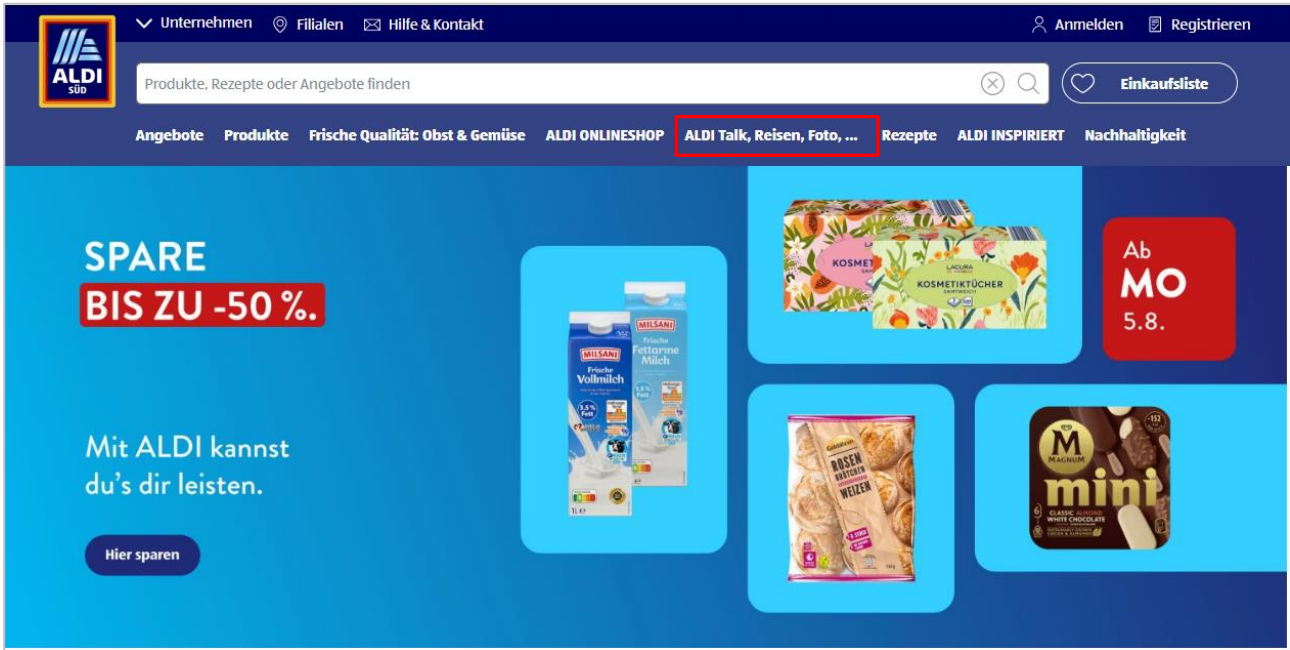 Unternehmen Filialen Hilfe & Kontakt Anmelden Registrieren
ALDI
SÜD
Produkte, Rezepte oder Angebote finden Einkaufsliste
Angebote Produkte Frische Qualität: Obst & Gemüse ALDI ONLINESHOP ALDI Talk, Reisen, Foto, ... Rezepte ALDI INSPIRIERT Nachhaltigkeit
SPARE
BIS ZU -50 %.
Mit ALDI kannst
du's dir leisten.
Hier sparen
MILSANI
Frische
Fettarme
Milch
MILSANI
Frische
Vollmilch
3,5 %
Fett
1 L e
KOSMET
LACURA
KOSMETIKTÜCHER
SAMTWEICH
Ab
MO
5.8.
ROSEN
BRÖTCHEN
WEIZEN
M
MAGNUM
mini
6
CLASSIC ALMOND
WHITE CHOCOLATE